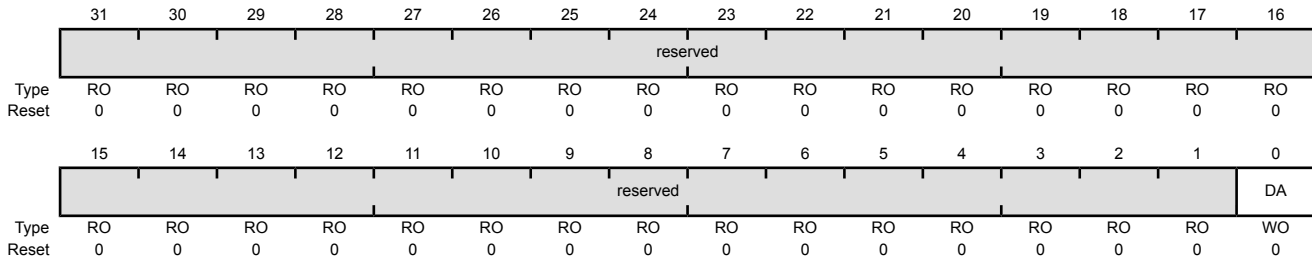 31 30 29 28 27 26 25 24 23 22 21 20 19 18 17 16
reserved
Type RO RO RO RO RO RO RO RO RO RO RO RO RO RO RO RO
Reset 0 0 0 0 0 0 0 0 0 0 0 0 0 0 0 0
15 14 13 12 11 10 9 8 7 6 5 4 3 2 1 0
reserved DA
Type RO RO RO RO RO RO RO RO RO RO RO RO RO RO RO WO
Reset 0 0 0 0 0 0 0 0 0 0 0 0 0 0 0 0